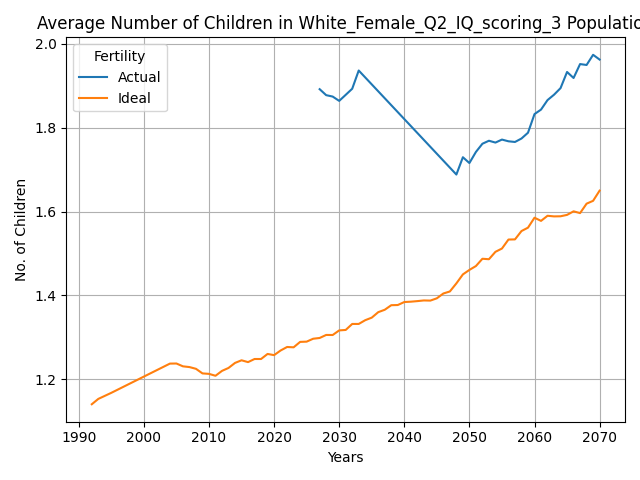 Average Number of Children in White_Female_Q2_IQ_scoring_3 Populatio
2.0
1.8
1.6
1.4
1.2
No. of Children
Fertility
Actual
Ideal
1990 2000 2010 2020 2030 2040 2050 2060 2070
Years